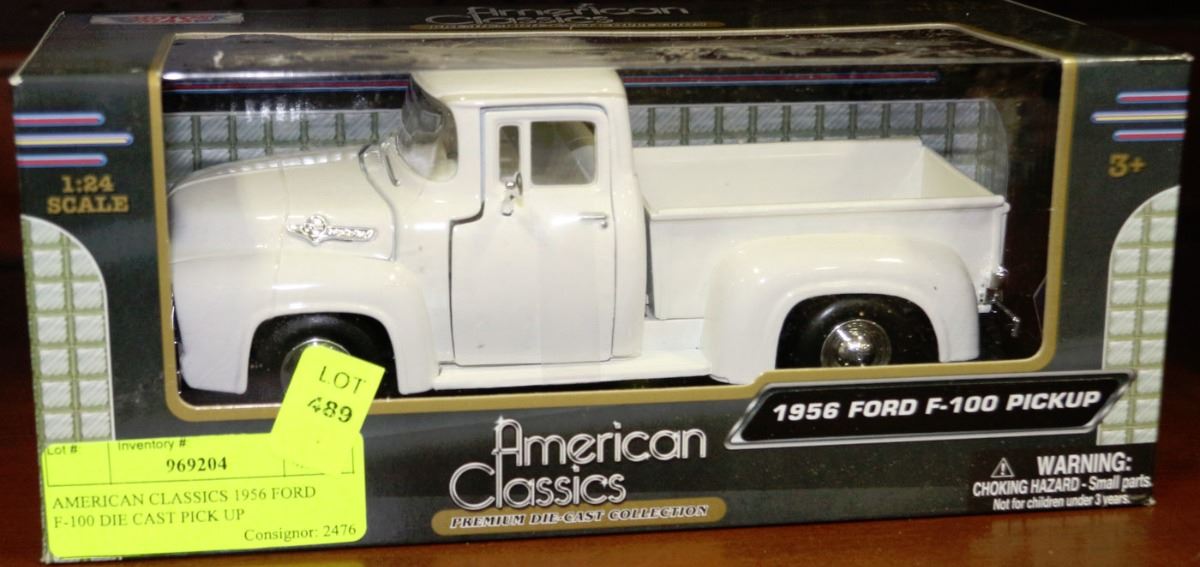 American
Classics
1:24
SCALE
3+
1956 FORD F-100 PICKUP
American
Classics
PREMIUM DIE-CAST COLLECTION
WARNING:
CHOKING HAZARD - Small parts.
Not for children under 3 years.
LOT
489
Lot # Inventory #
969204
AMERICAN CLASSICS 1956 FORD
F-100 DIE CAST PICK UP
Consignor: 2476